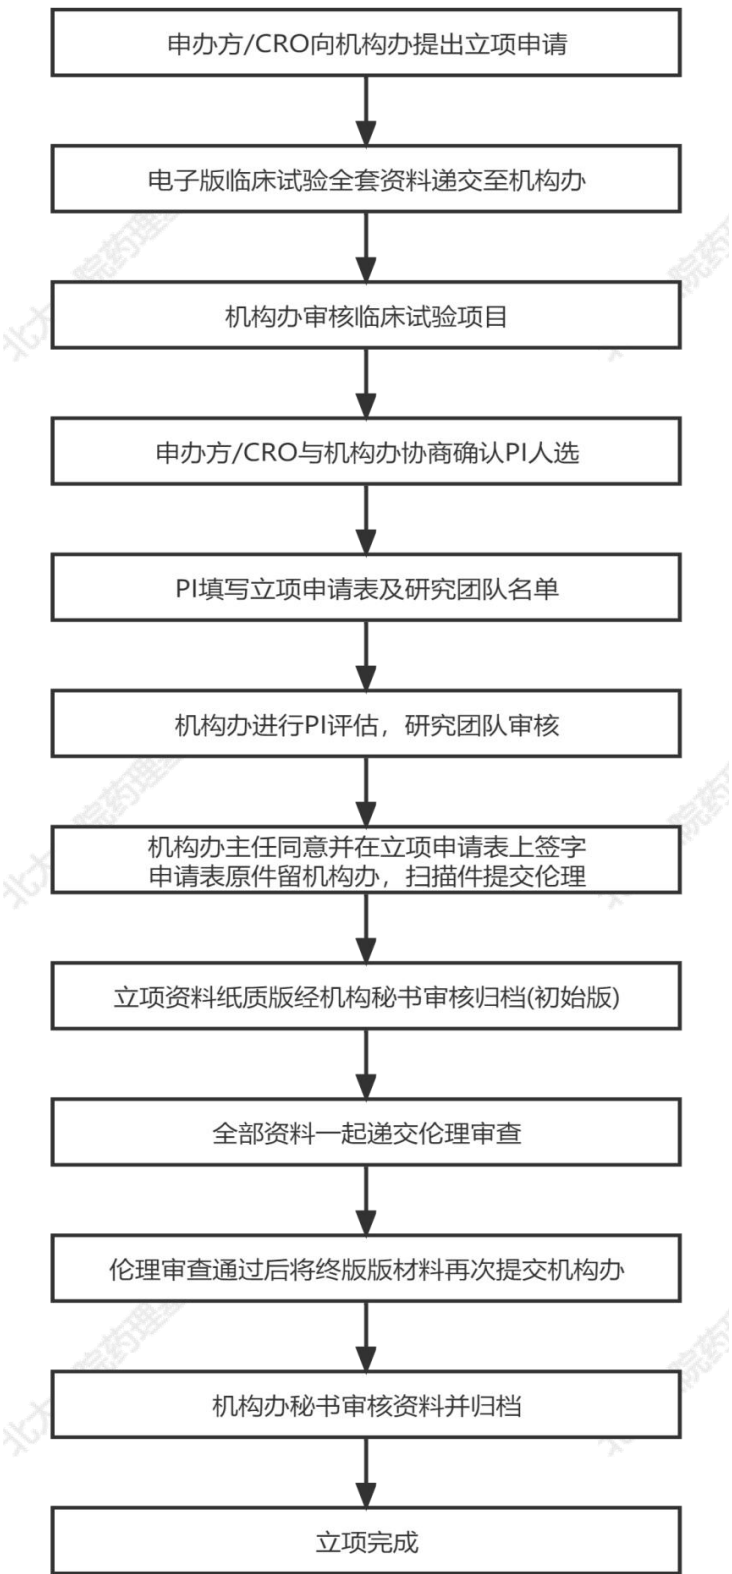 申办方/CRO向机构办提出立项申请
电子版临床试验全套资料递交至机构办
机构办审核临床试验项目
申办方/CRO与机构办协商确认PI人选
PI填写立项申请表及研究团队名单
机构办进行PI评估，研究团队审核
机构办主任同意并在立项申请表上签字
申请表原件留机构办，扫描件提交伦理
立项资料纸质版经机构秘书审核归档(初始版)
全部资料一起递交伦理审查
伦理审查通过后将终版版材料再次提交机构办
机构办秘书审核资料并归档
立项完成